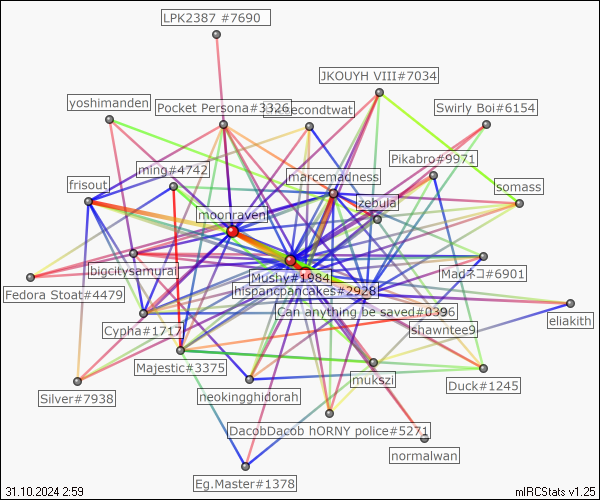 LPK2387 #7690
JKOUYH VIII#7034
yoshimanden
Pocket Persona#3326
econdtwat
Swirly Boi#6154
Pikabro#9971
ming#4742
marcemadness
frisout
somass
zebula
moonraven
bigcitysamurai
Mushy#1984
Madネコ#6901
Fedora Stoat#4479
hispanicpancakes#2928
Can anything be saved#0396
eliakith
Cypha#1717
shawntee9
Majestic#3375
mukszi
Duck#1245
Silver#7938
neokingghidorah
DacobDacob hORNY police#5271
normalwan
Eg.Master#1378
31.10.2024 2:59
mIRCStats v1.25